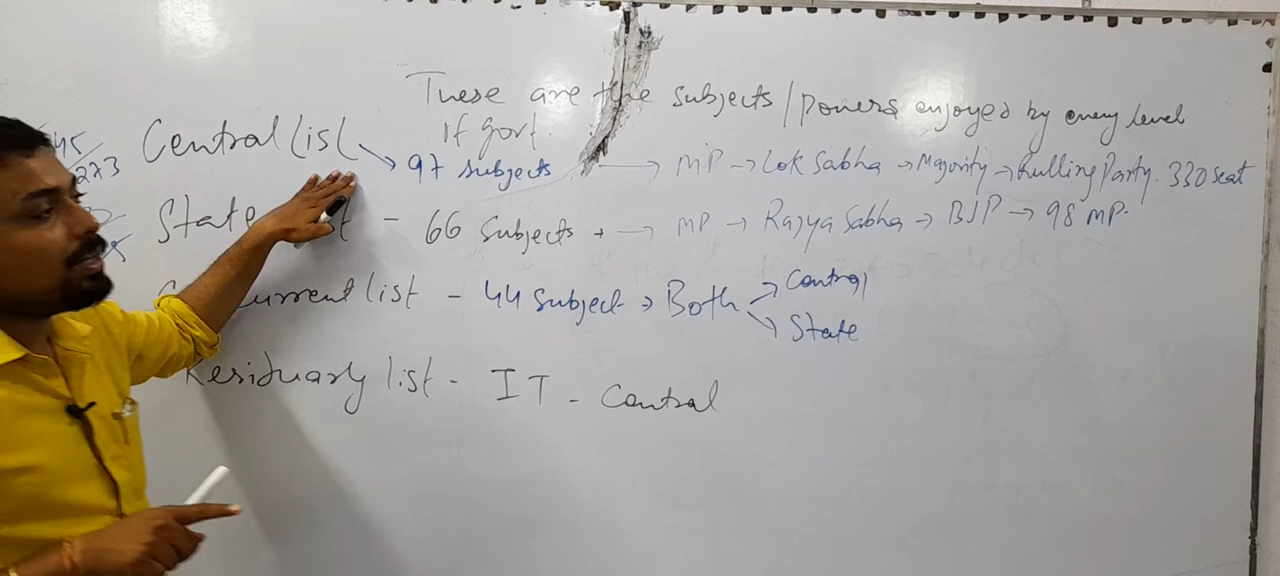 These are the subjects / powers enjoyed by every level
if govt.
Central list → 97 subjects → MP → Lok Sabha → Majority → Rulling Party. 330 seat
273
State - 66 Subjects + → MP → Rajya Sabha → BJP → 98 MP.
current list - 44 Subject → Both → Central
→ State
Residuary list - IT - Central